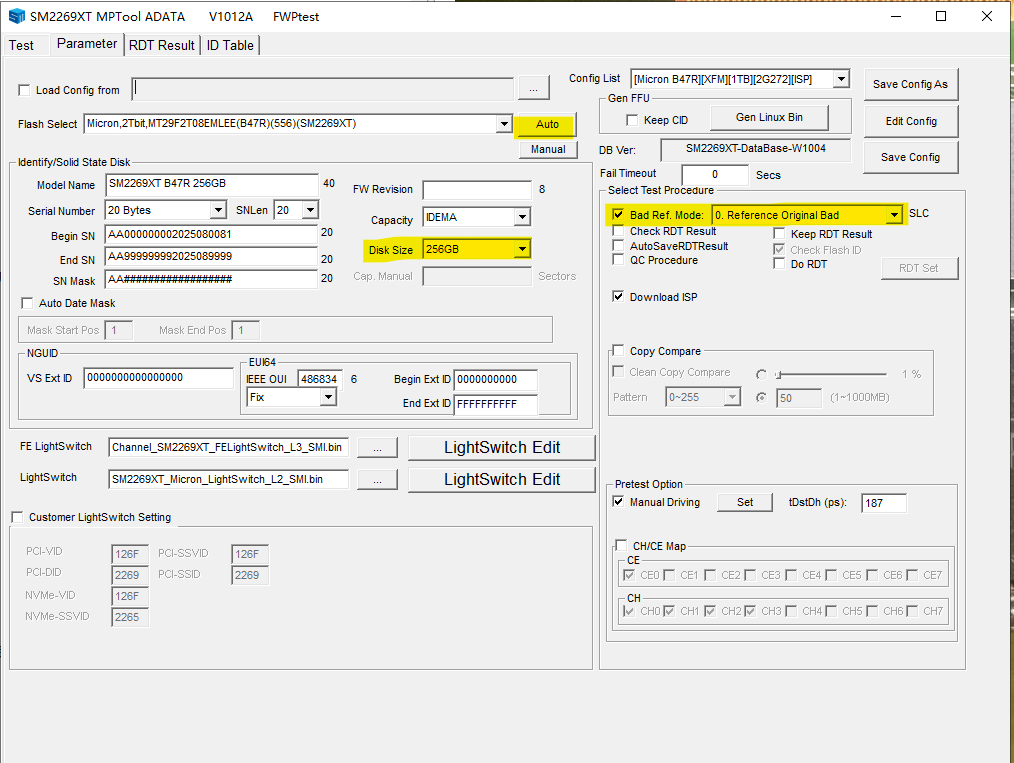 SM2269XT MPTool ADATA V1012A FWPtest
Test Parameter RDT Result ID Table
Load Config from ...
Config List [Micron B47R][XFM][1TB][2G272][ISP] Save Config As
Flash Select Micron,2Tbit,MT29F2T08EMLEE(B47R)(556)(SM2269XT) Auto
Manual
Gen FFU
Keep CID Gen Linux Bin Edit Config
DB Ver: SM2269XT-DataBase-W1004 Save Config
Fail Timeout 0 Secs
Identify/Solid State Disk
Model Name SM2269XT B47R 256GB 40 FW Revision 8
Serial Number 20 Bytes SNLen 20 Capacity IDEMA
Begin SN AA000000002025080081 20
Disk Size 256GB
End SN AA999999992025089999 20
Cap. Manual Sectors
SN Mask AA################## 20
Auto Date Mask
Mask Start Pos 1 Mask End Pos 1
NGUID
VS Ext ID 0000000000000000
EUI64
IEEE OUI 486834 6 Begin Ext ID 0000000000
Fix End Ext ID FFFFFFFFFF
FE LightSwitch Channel_SM2269XT_FELightSwitch_L3_SMI.bin ... LightSwitch Edit
LightSwitch SM2269XT_Micron_LightSwitch_L2_SMI.bin ... LightSwitch Edit
Customer LightSwitch Setting
PCI-VID 126F PCI-SSVID 126F
PCI-DID 2269 PCI-SSID 2269
NVMe-VID 126F
NVMe-SSVID 2265
Select Test Procedure
Bad Ref. Mode: 0. Reference Original Bad SLC
Check RDT Result Keep RDT Result
AutoSaveRDTResult Check Flash ID
QC Procedure Do RDT RDT Set
Download ISP
Copy Compare
Clean Copy Compare 1 %
Pattern 0~255 50 (1~1000MB)
Pretest Option
Manual Driving Set tDstDh (ps): 187
CH/CE Map
CE
CE0 CE1 CE2 CE3 CE4 CE5 CE6 CE7
CH
CH0 CH1 CH2 CH3 CH4 CH5 CH6 CH7